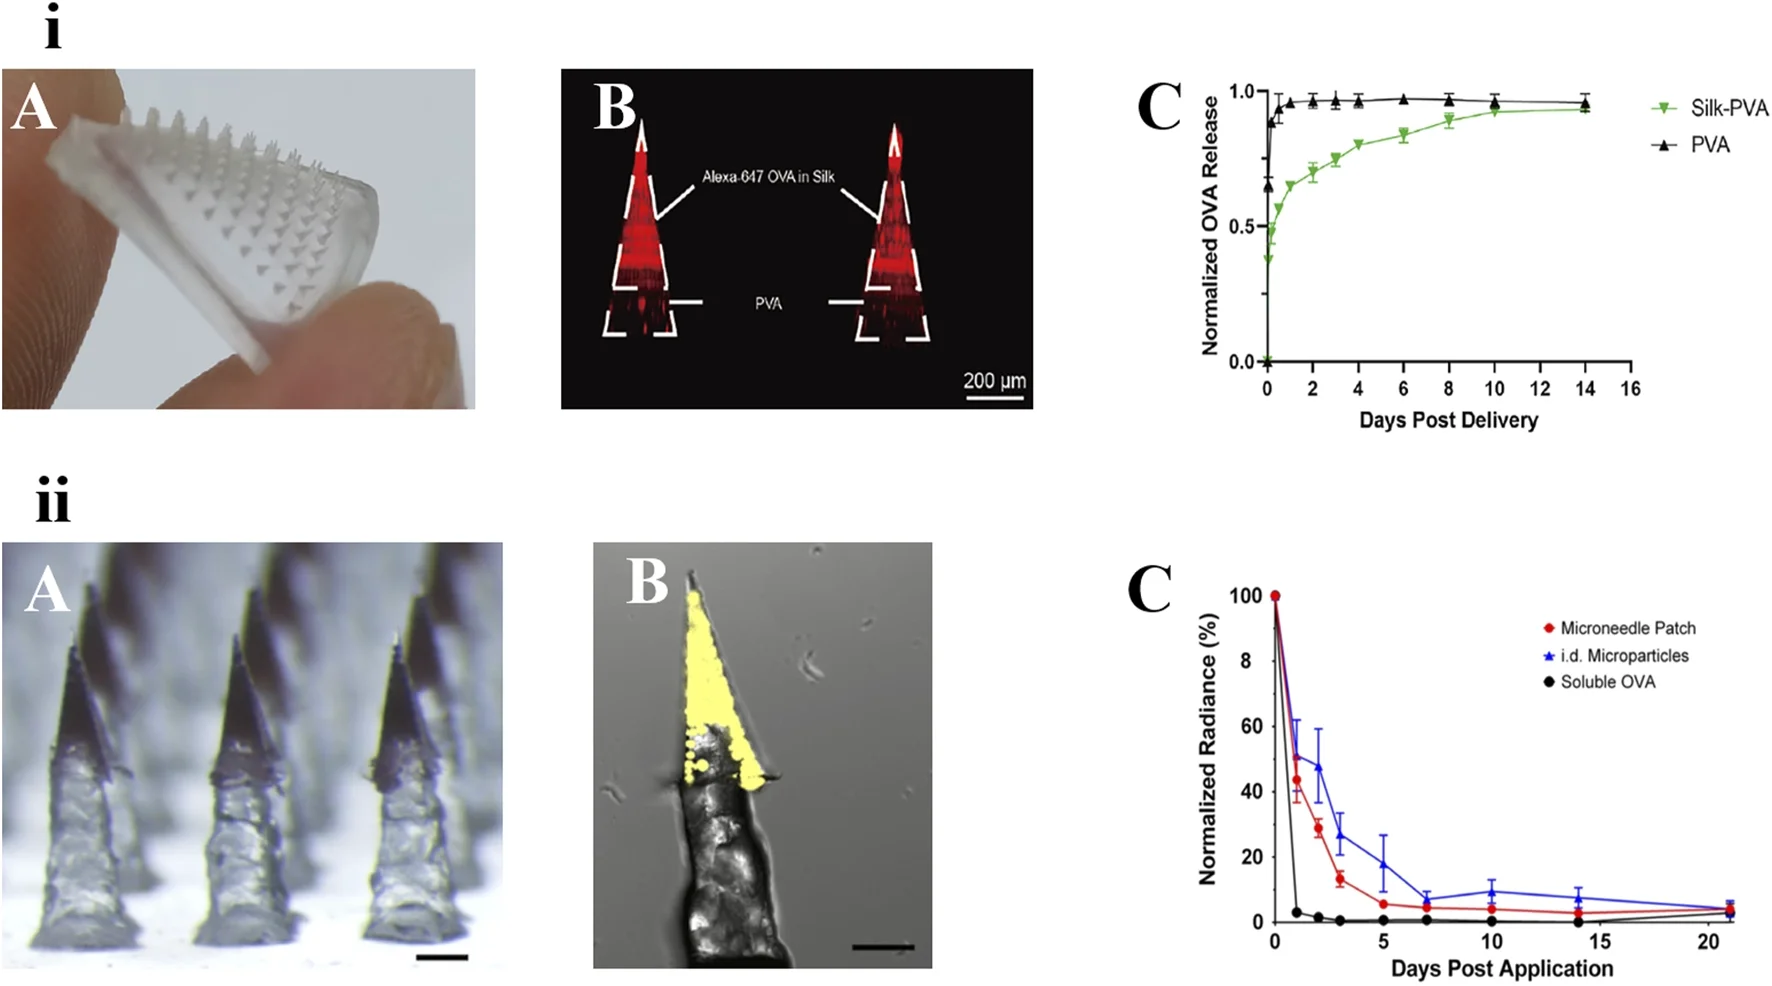 i
A
B
Alexa-647 OVA in Silk
PVA
200 µm
C
Normalized OVA Release
1.0
0.5
0.0
0 2 4 6 8 10 12 14 16
Days Post Delivery
Silk-PVA
PVA
ii
A
B
C
Normalized Radiance (%)
100
8
60
40
20
0
0 5 10 15 20
Days Post Application
Microneedle Patch
i.d. Microparticles
Soluble OVA